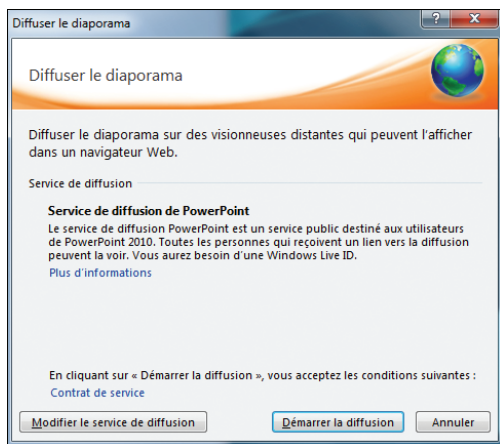 Diffuser le diaporama
Diffuser le diaporama
Diffuser le diaporama sur des visionneuses distantes qui peuvent l'afficher
dans un navigateur Web.
Service de diffusion
Service de diffusion de PowerPoint
Le service de diffusion PowerPoint est un service public destiné aux utilisateurs
de PowerPoint 2010. Toutes les personnes qui reçoivent un lien vers la diffusion
peuvent la voir. Vous aurez besoin d'une Windows Live ID.
Plus d'informations
En cliquant sur « Démarrer la diffusion », vous acceptez les conditions suivantes :
Contrat de service
Modifier le service de diffusion
Démarrer la diffusion
Annuler